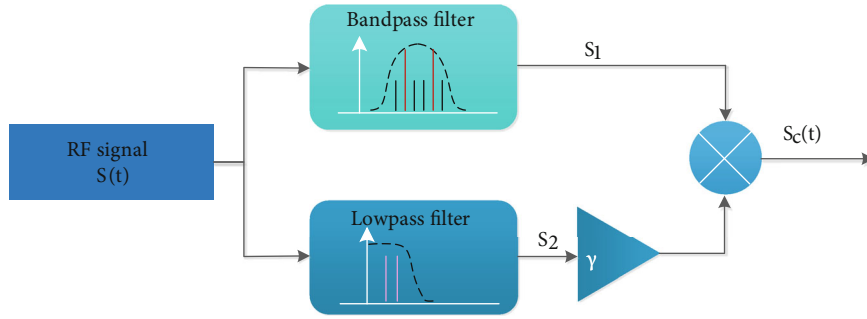 Bandpass filter
S1
RF signal
S(t)
Sc(t)
Lowpass filter
S2
γ